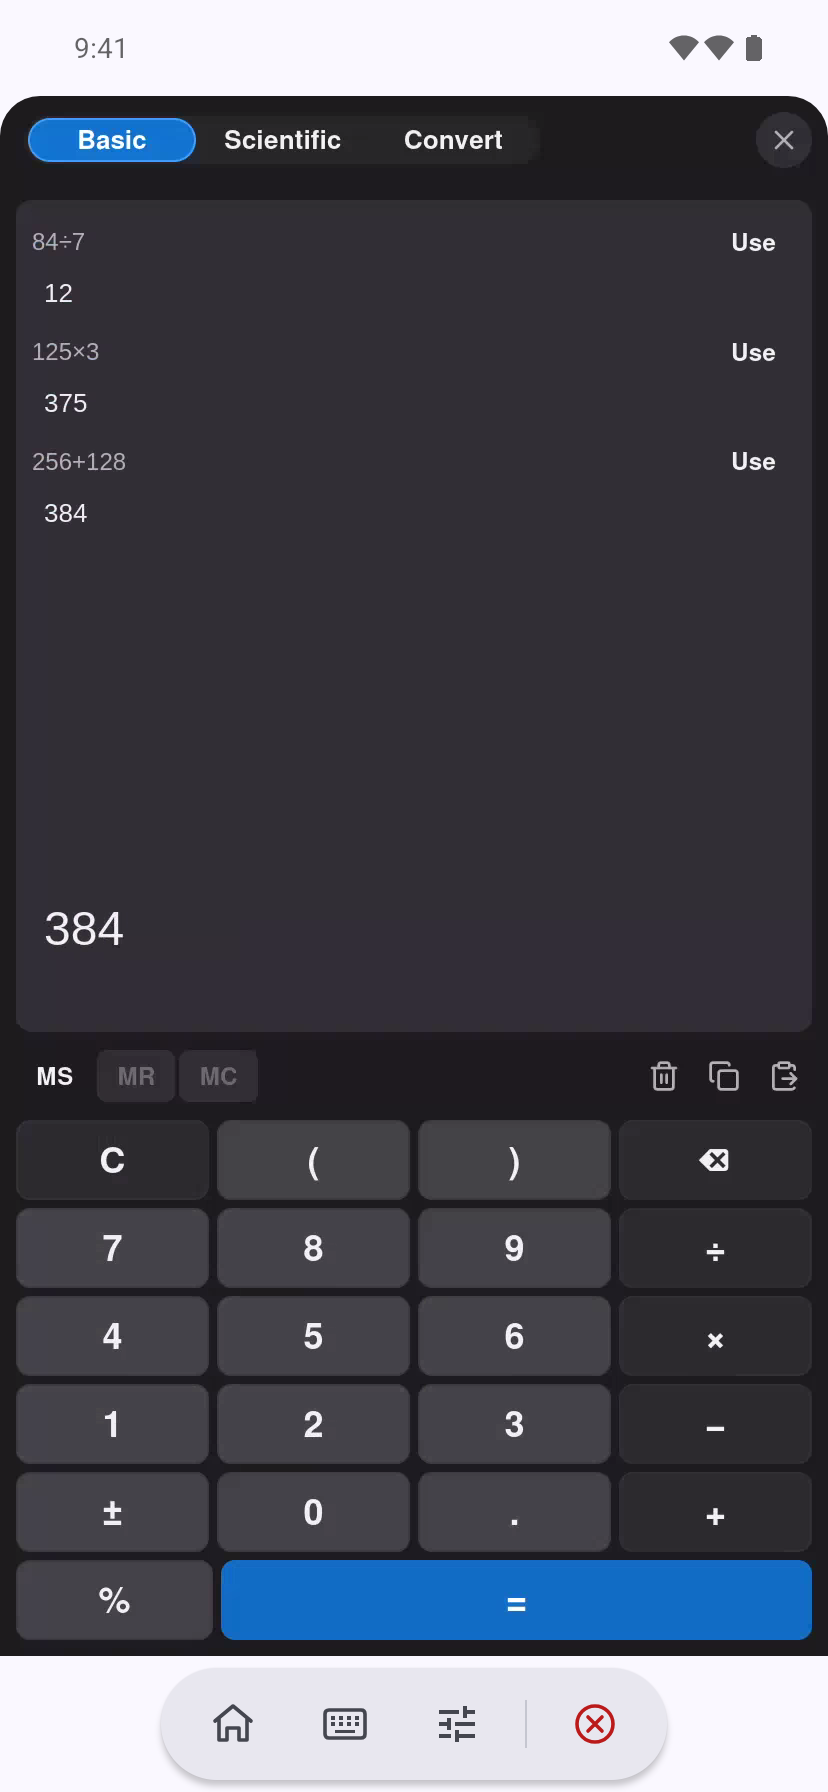 9:41
Basic Scientific Convert
84÷7 Use
12
125×3 Use
375
256+128 Use
384
384
MS MR MC
C ( )
7 8 9 ÷
4 5 6 ×
1 2 3 −
± 0 . +
% =